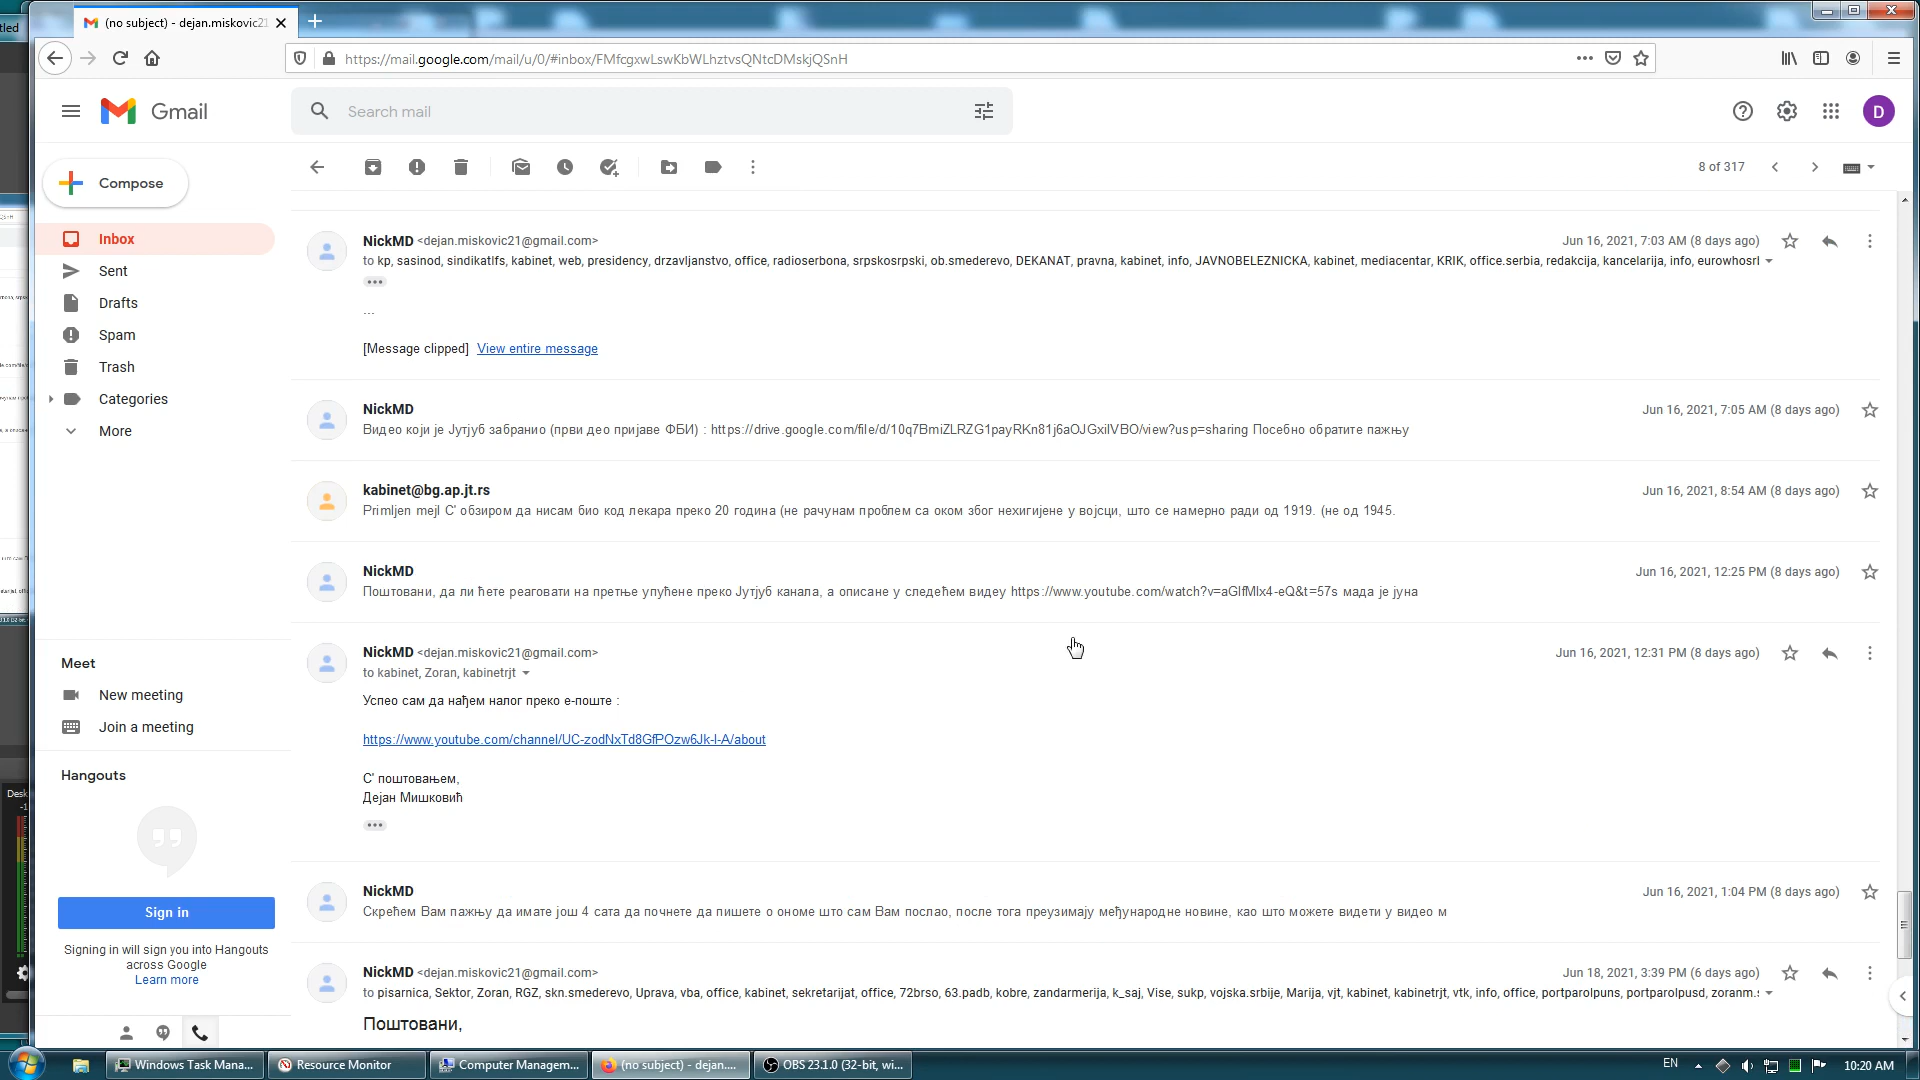 (no subject) - dejan.miskovic21
https://mail.google.com/mail/u/0/#inbox/FMfcgxwLswKbWLhztvsQNtcDMskjQSnH
Gmail
Search mail
D
Compose
8 of 317
Inbox
Sent
Drafts
Spam
Trash
Categories
More
Meet
New meeting
Join a meeting
Hangouts
Sign in
Signing in will sign you into Hangouts
across Google
Learn more
NickMD <dejan.miskovic21@gmail.com>
Jun 16, 2021, 7:03 AM (8 days ago)
to kp, sasinod, sindikatlfs, kabinet, web, presidency, drzavljanstvo, office, radioserbona, srpskosrpski, ob.smederevo, DEKANAT, pravna, kabinet, info, JAVNOBELEZNICKA, kabinet, mediacentar, KRIK, office.serbia, redakcija, kancelarija, info, eurowhosrl
...
[Message clipped] View entire message
NickMD
Jun 16, 2021, 7:05 AM (8 days ago)
Видео који је Јутјуб забранио (први део пријаве ФБИ) : https://drive.google.com/file/d/10q7BmiZLRZG1payRKn81j6aOJGxilVBO/view?usp=sharing Посебно обратите пажњу
kabinet@bg.ap.jt.rs
Jun 16, 2021, 8:54 AM (8 days ago)
Primljen mejl С' обзиром да нисам био код лекара преко 20 година (не рачунам проблем са оком због нехигијене у војсци, што се намерно ради од 1919. (не од 1945.
NickMD
Jun 16, 2021, 12:25 PM (8 days ago)
Поштовани, да ли ћете реаговати на претње упућене преко Јутјуб канала, а описане у следећем видеу https://www.youtube.com/watch?v=aGlfMlx4-eQ&t=57s мада је јуна
NickMD <dejan.miskovic21@gmail.com>
Jun 16, 2021, 12:31 PM (8 days ago)
to kabinet, Zoran, kabinetrjt
Успео сам да нађем налог преко е-поште :
https://www.youtube.com/channel/UC-zodNxTd8GfPOzw6Jk-l-A/about
С' поштовањем,
Дејан Мишковић
NickMD
Jun 16, 2021, 1:04 PM (8 days ago)
Скрећем Вам пажњу да имате још 4 сата да почнете да пишете о ономе што сам Вам послао, после тога преузимају међународне новине, као што можете видети у видео м
NickMD <dejan.miskovic21@gmail.com>
Jun 18, 2021, 3:39 PM (6 days ago)
to pisarnica, Sektor, Zoran, RGZ, skn.smederevo, Uprava, vba, office, kabinet, sekretarijat, office, 72brso, 63.padb, kobre, zandarmerija, k_saj, Vise, sukp, vojska.srbije, Marija, vjt, kabinet, kabinetrjt, vtk, info, office, portparolpuns, portparolpusd, zoranm.
Поштовани,
Desk
Windows Task Mana...
Resource Monitor
Computer Managem...
(no subject) - dejan....
OBS 23.1.0 (32-bit, wi...
EN
10:20 AM